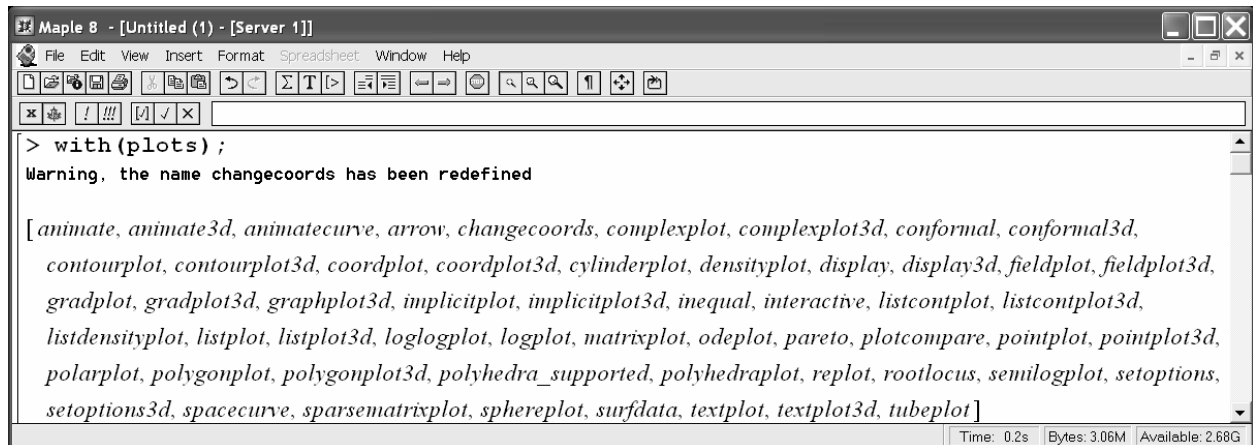 Maple 8 - [Untitled (1) - [Server 1]]
File Edit View Insert Format Spreadsheet Window Help
> with(plots);
Warning, the name changecoords has been redefined
[animate, animate3d, animatecurve, arrow, changecoords, complexplot, complexplot3d, conformal, conformal3d,
contourplot, contourplot3d, coordplot, coordplot3d, cylinderplot, densityplot, display, display3d, fieldplot, fieldplot3d,
gradplot, gradplot3d, graphplot3d, implicitplot, implicitplot3d, inequal, interactive, listcontplot, listcontplot3d,
listdensityplot, listplot, listplot3d, loglogplot, logplot, matrixplot, odeplot, pareto, plotcompare, pointplot, pointplot3d,
polarplot, polygonplot, polygonplot3d, polyhedra_supported, polyhedraplot, replot, rootlocus, semilogplot, setoptions,
setoptions3d, spacecurve, sparsematrixplot, sphereplot, surfdata, textplot, textplot3d, tubeplot]
Time: 0.2s Bytes: 3.06M Available: 2.68G